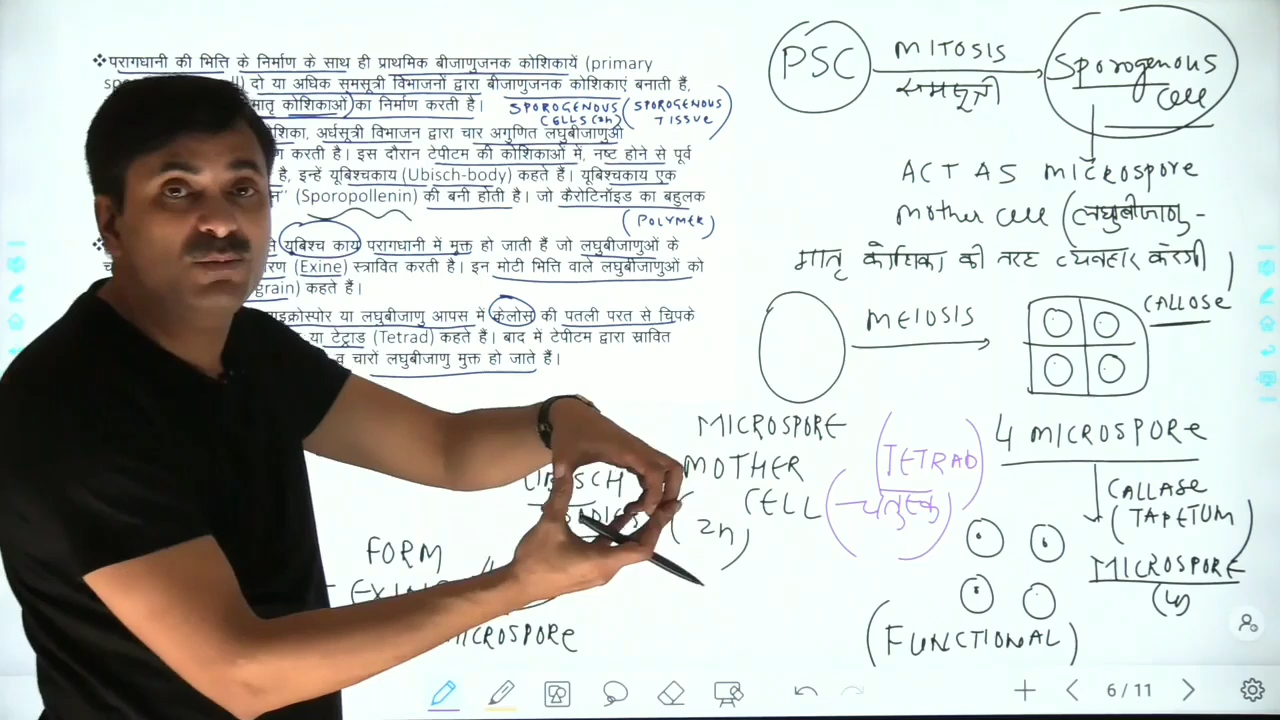 ❖परागधानी की भित्ति के निर्माण के साथ ही प्राथमिक बीजाणुजनक कोशिकायें (primary
दो या अधिक समसूत्री विभाजनों द्वारा बीजाणुजनक कोशिकाएं बनाती हैं,
मातृ कोशिकाओं)का निर्माण करती है।
SPOROGENOUS CELLS (2n) (SPOROGENOUS TISSUE)
अर्धसूत्री विभाजन द्वारा चार अगुणित लघुबीजाणुओ
करती है। इस दौरान टेपीटम की कोशिकाओं में, नष्ट होने से पूर्व
है, इन्हें यूबिश्चकाय (Ubisch-body) कहते हैं। यूबिश्चकाय एक
(Sporopollenin) की बनी होती है। जो कैरोटिनॉइड का बहुलक
(POLYMER)
यूबिश्च काय परागधानी में मुक्त हो जाती हैं जो लघुबीजाणुओं के
(Exine) स्त्रावित करती है। इन मोटी भित्ति वाले लघुबीजाणुओं को
grain) कहते हैं।
या लघुबीजाणु आपस में केलोस की पतली परत से चिपके
या टेट्राड (Tetrad) कहते हैं। बाद में टेपीटम द्वारा स्रावित
व चारों लघुबीजाणु मुक्त हो जाते हैं।
PSC MITOSIS Sporogenous
समसूत्री cell
ACT AS MICROSPORE
MOTHER CELL (लघुबीजाणु-
मातृ कोशिका की तरह व्यवहार करेगी)
MEIOSIS CALLOSE
MICROSPORE
MOTHER
CELL
(2n)
(TETRAD
चतुष्क)
4 MICROSPORE
CALLASE
(TAPETUM)
MICROSPORE
(FUNCTIONAL)
UBISCH
FORM
MICROSPORE
6 / 11